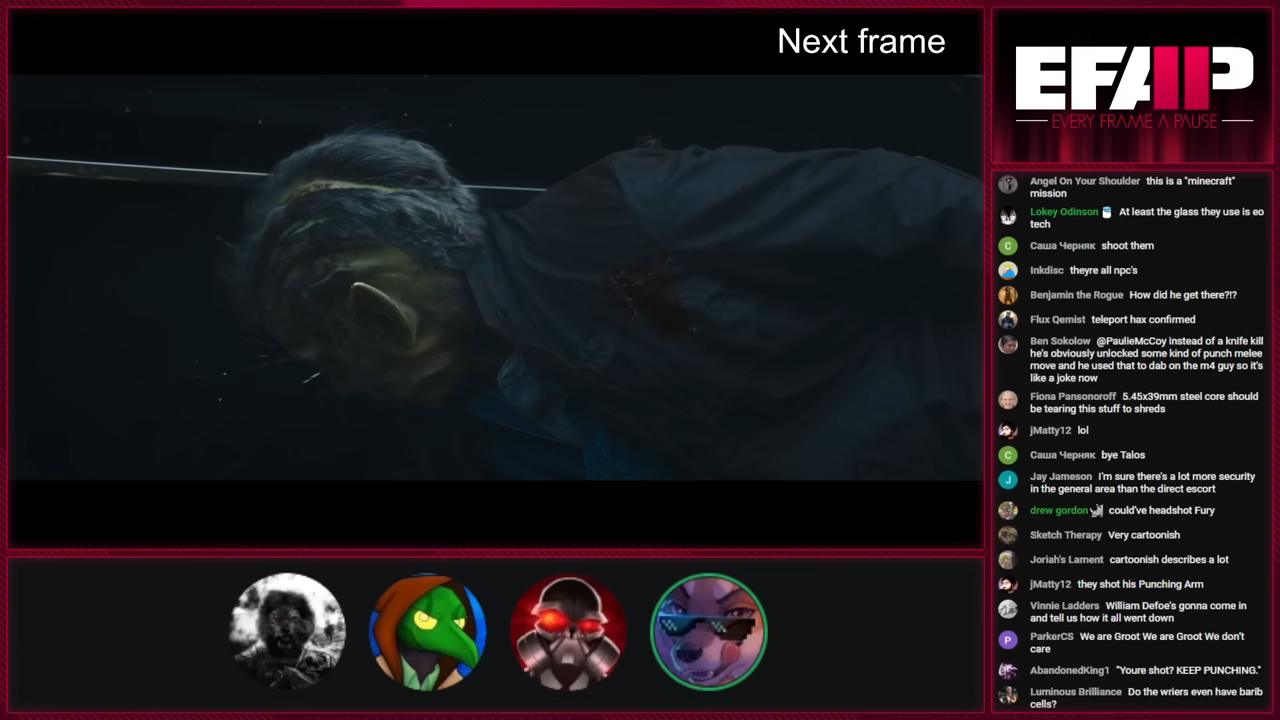 Next frame
EFAP
EVERY FRAME A PAUSE
Angel On Your Shoulder this is a "minecraft"
mission
Lokey Odinson At least the glass they use is eo
tech
Саша Черняк shoot them
Inkdisc theyre all npc's
Benjamin the Rogue How did he get there?!?
Flux Qemist teleport hax confirmed
Ben Sokolow @PaulieMcCoy instead of a knife kill
he's obviously unlocked some kind of punch melee
move and he used that to dab on the m4 guy so it's
like a joke now
Fiona Pansonoroff 5.45x39mm steel core should
be tearing this stuff to shreds
jMatty12 lol
C
Саша Черняк bye Talos
J
Jay Jameson I'm sure there's a lot more security
in the general area than the direct escort
drew gordon could've headshot Fury
Sketch Therapy Very cartoonish
Joriah's Lament cartoonish describes a lot
jMatty12 they shot his Punching Arm
Vinnie Ladders William Defoe's gonna come in
and tell us how it all went down
P
ParkerCS We are Groot We are Groot We don't
care
AbandonedKing1 "Youre shot? KEEP PUNCHING."
Luminous Brilliance Do the wriers even have barib
cells?